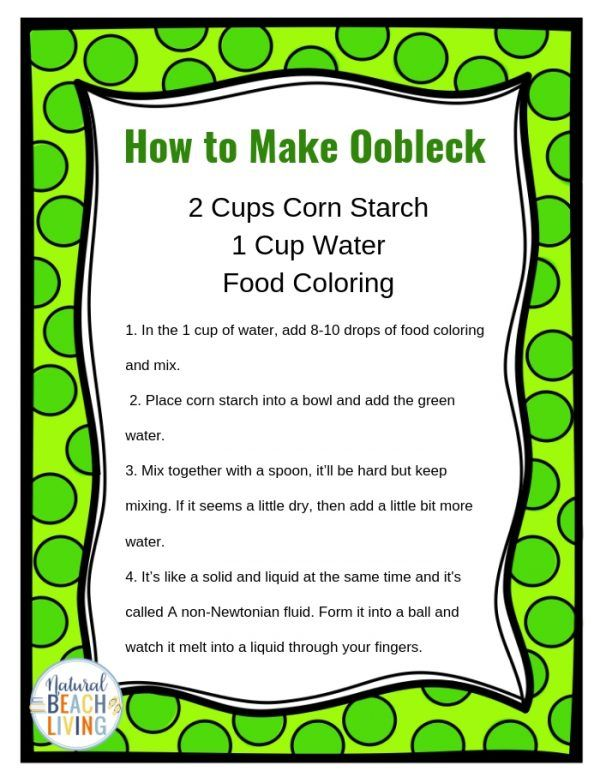 How to Make Oobleck
2 Cups Corn Starch
1 Cup Water
Food Coloring
1. In the 1 cup of water, add 8-10 drops of food coloring
and mix.
2. Place corn starch into a bowl and add the green
water.
3. Mix together with a spoon, it'll be hard but keep
mixing. If it seems a little dry, then add a little bit more
water.
4. It's like a solid and liquid at the same time and it's
called A non-Newtonian fluid. Form it into a ball and
watch it melt into a liquid through your fingers.
Natural
BEACH
LIVING